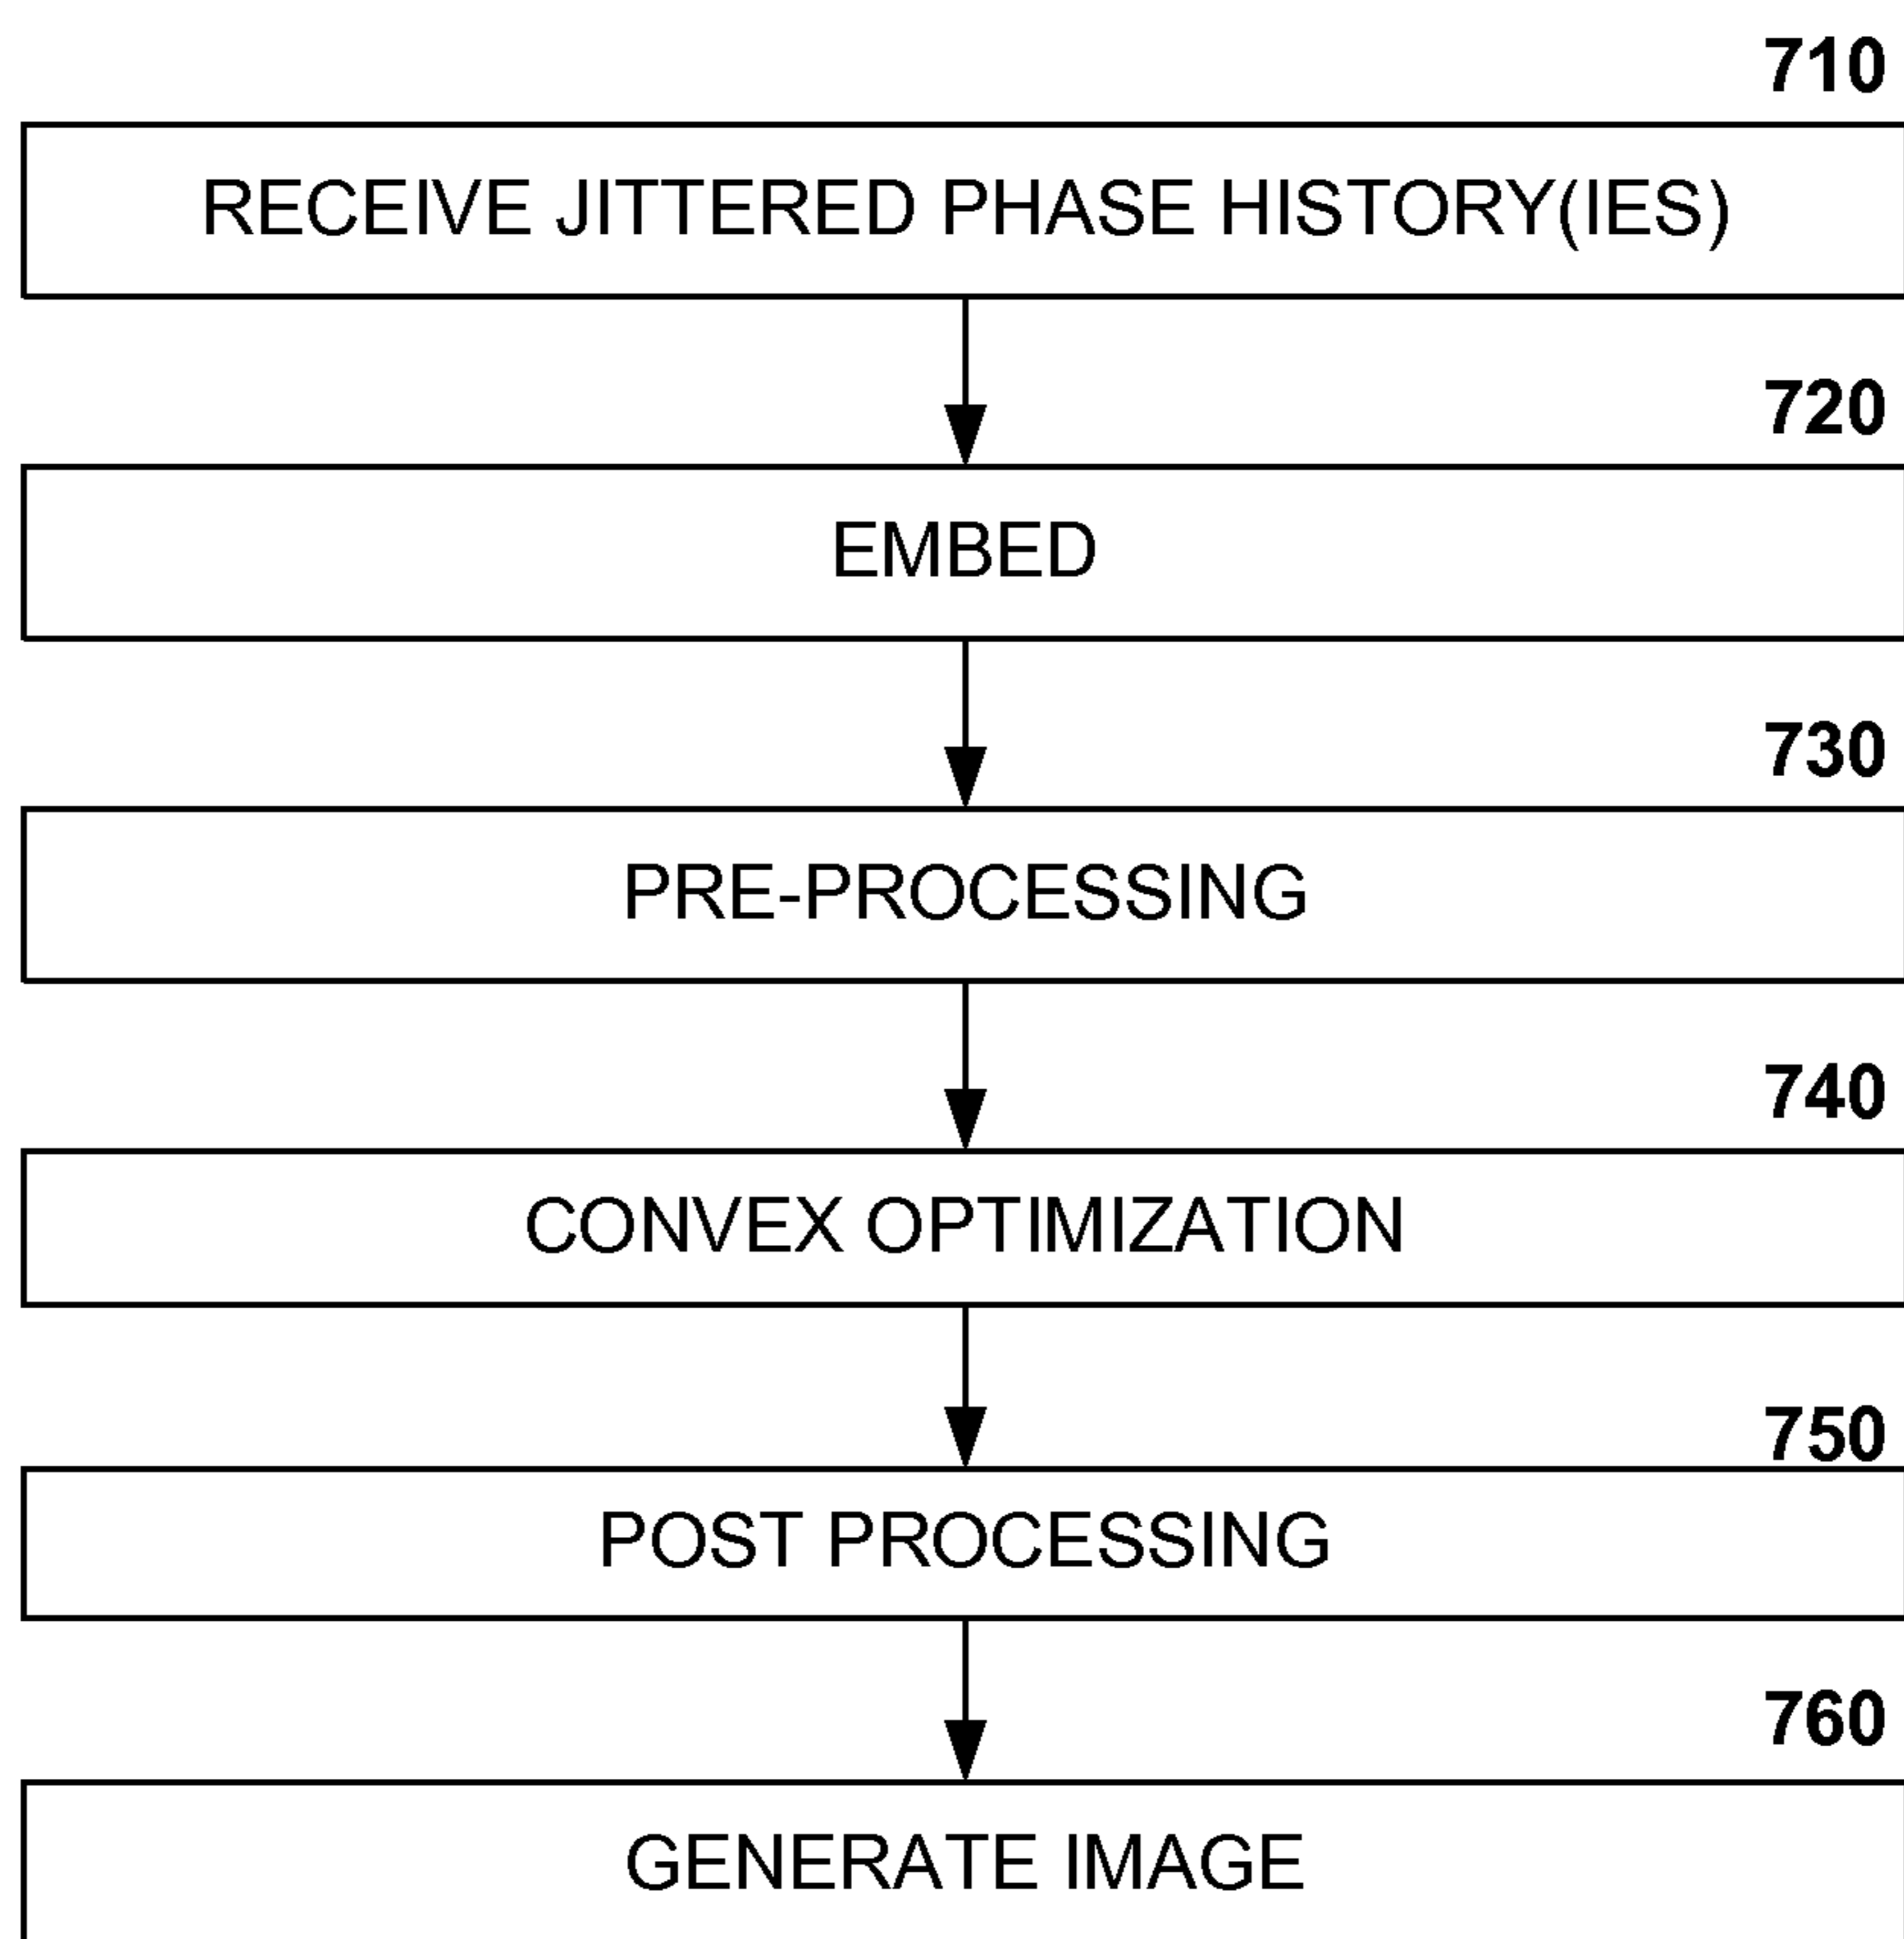 710
RECEIVE JITTERED PHASE HISTORY(IES)
720
EMBED
730
PRE-PROCESSING
740
CONVEX OPTIMIZATION
750
POST PROCESSING
760
GENERATE IMAGE